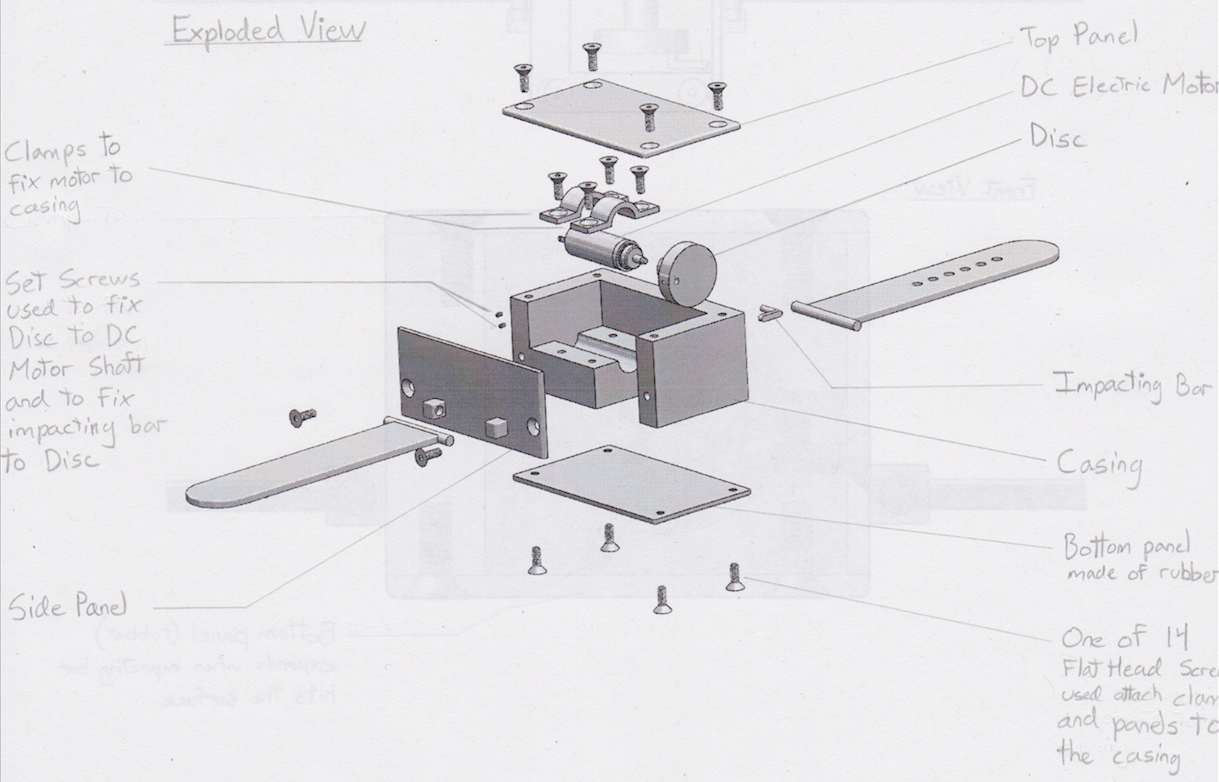 Exploded View
Top Panel
DC Electric Motor
Disc
Clamps to
fix motor to
casing
Set Screws
used to fix
Disc to DC
Motor Shaft
and to fix
impacting bar
to Disc
Impacting Bar
Casing
Bottom panel
made of rubber
Side Panel
One of 14
Flat Head Screw
used attach clam
and panels to
the casing
Front View
Bottom panel (rubber)
expands when impacting bar
hits the surface